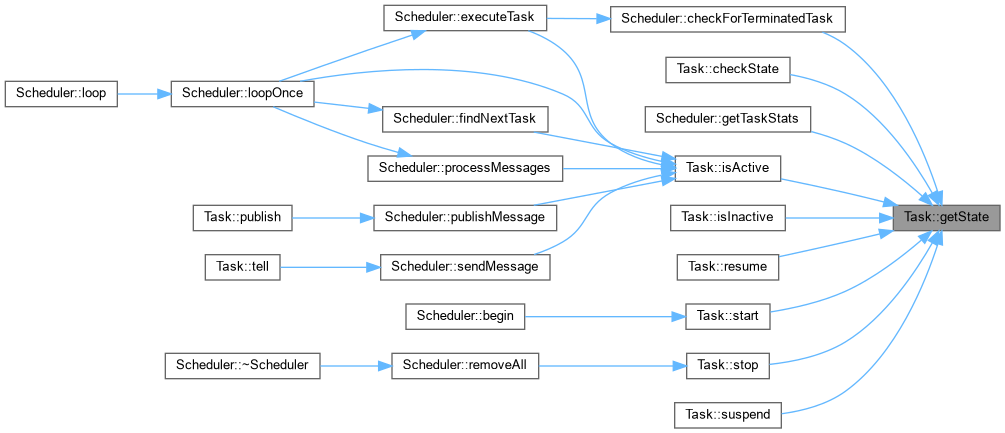 Scheduler::executeTask
Scheduler::checkForTerminatedTask
Task::checkState
Scheduler::loop
Scheduler::loopOnce
Scheduler::findNextTask
Scheduler::getTaskStats
Scheduler::processMessages
Task::isActive
Task::publish
Scheduler::publishMessage
Task::isInactive
Task::getState
Task::tell
Scheduler::sendMessage
Task::resume
Scheduler::begin
Task::start
Scheduler::~Scheduler
Scheduler::removeAll
Task::stop
Task::suspend